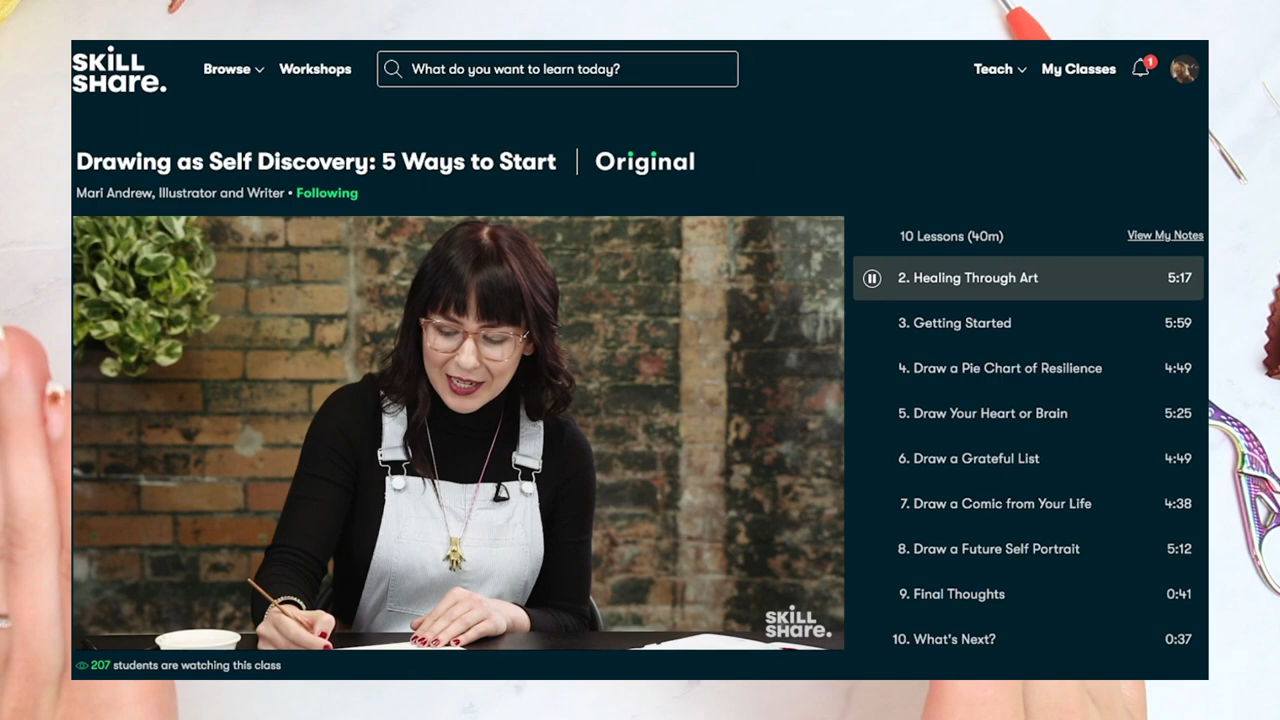 SKILL
SHare.
Browse
Workshops
What do you want to learn today?
Teach
My Classes
1
Drawing as Self Discovery: 5 Ways to Start | Original
Mari Andrew, Illustrator and Writer • Following
10 Lessons (40m)
View My Notes
2. Healing Through Art 5:17
3. Getting Started 5:59
4. Draw a Pie Chart of Resilience 4:49
5. Draw Your Heart or Brain 5:25
6. Draw a Grateful List 4:49
7. Draw a Comic from Your Life 4:38
8. Draw a Future Self Portrait 5:12
9. Final Thoughts 0:41
10. What's Next? 0:37
SKILL
SHare.
207 students are watching this class